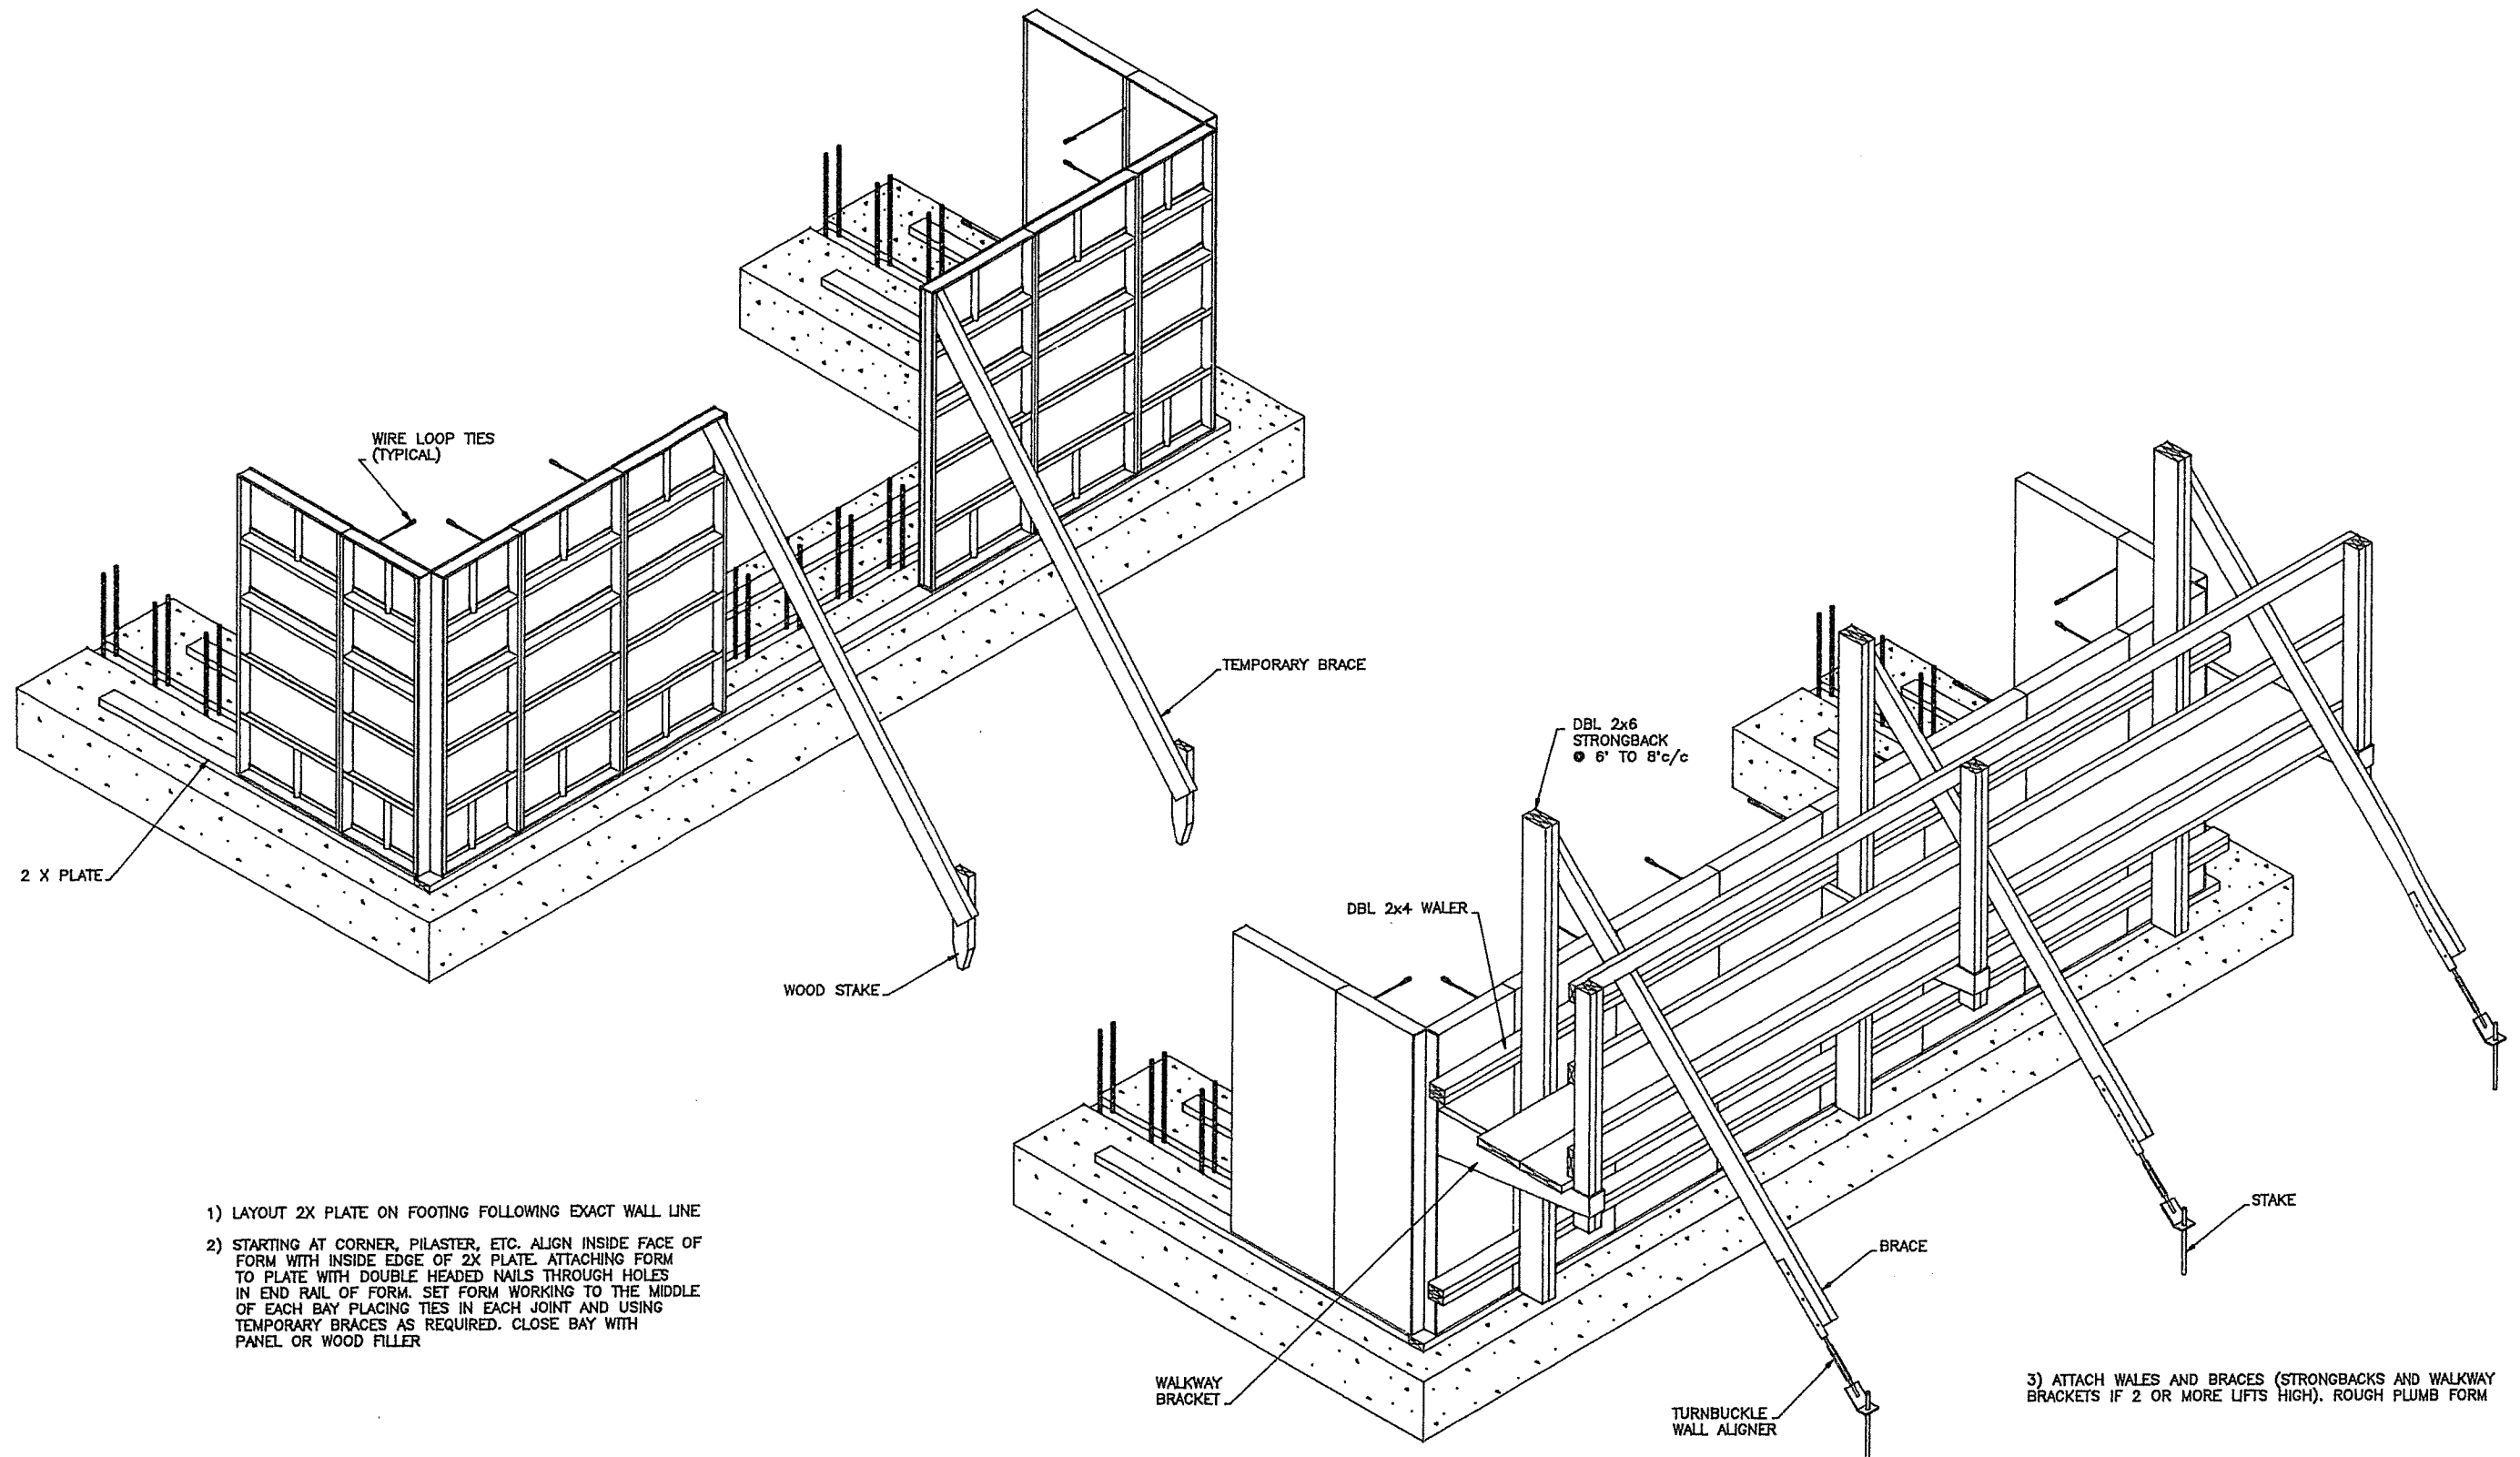 WIRE LOOP TIES
(TYPICAL)
TEMPORARY BRACE
2 X PLATE
WOOD STAKE
1) LAYOUT 2X PLATE ON FOOTING FOLLOWING EXACT WALL LINE
2) STARTING AT CORNER, PILASTER, ETC. ALIGN INSIDE FACE OF
FORM WITH INSIDE EDGE OF 2X PLATE. ATTACHING FORM
TO PLATE WITH DOUBLE HEADED NAILS THROUGH HOLES
IN END RAIL OF FORM. SET FORM WORKING TO THE MIDDLE
OF EACH BAY PLACING TIES IN EACH JOINT AND USING
TEMPORARY BRACES AS REQUIRED. CLOSE BAY WITH
PANEL OR WOOD FILLER
DBL 2x6
STRONGBACK
@ 6' TO 8'c/c
DBL 2x4 WALER
STAKE
BRACE
WALKWAY
BRACKET
TURNBUCKLE
WALL ALIGNER
3) ATTACH WALES AND BRACES (STRONGBACKS AND WALKWAY
BRACKETS IF 2 OR MORE LIFTS HIGH). ROUGH PLUMB FORM